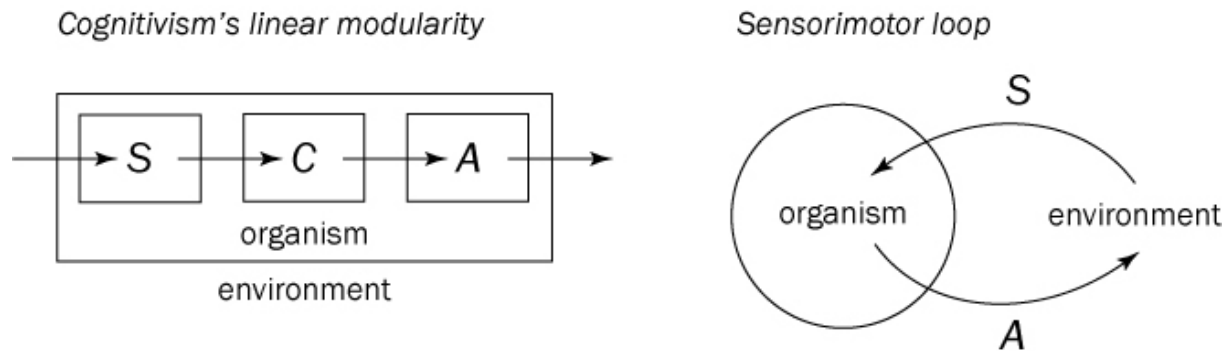 Cognitivism's linear modularity
S
C
A
organism
environment
Sensorimotor loop
S
organism
environment
A